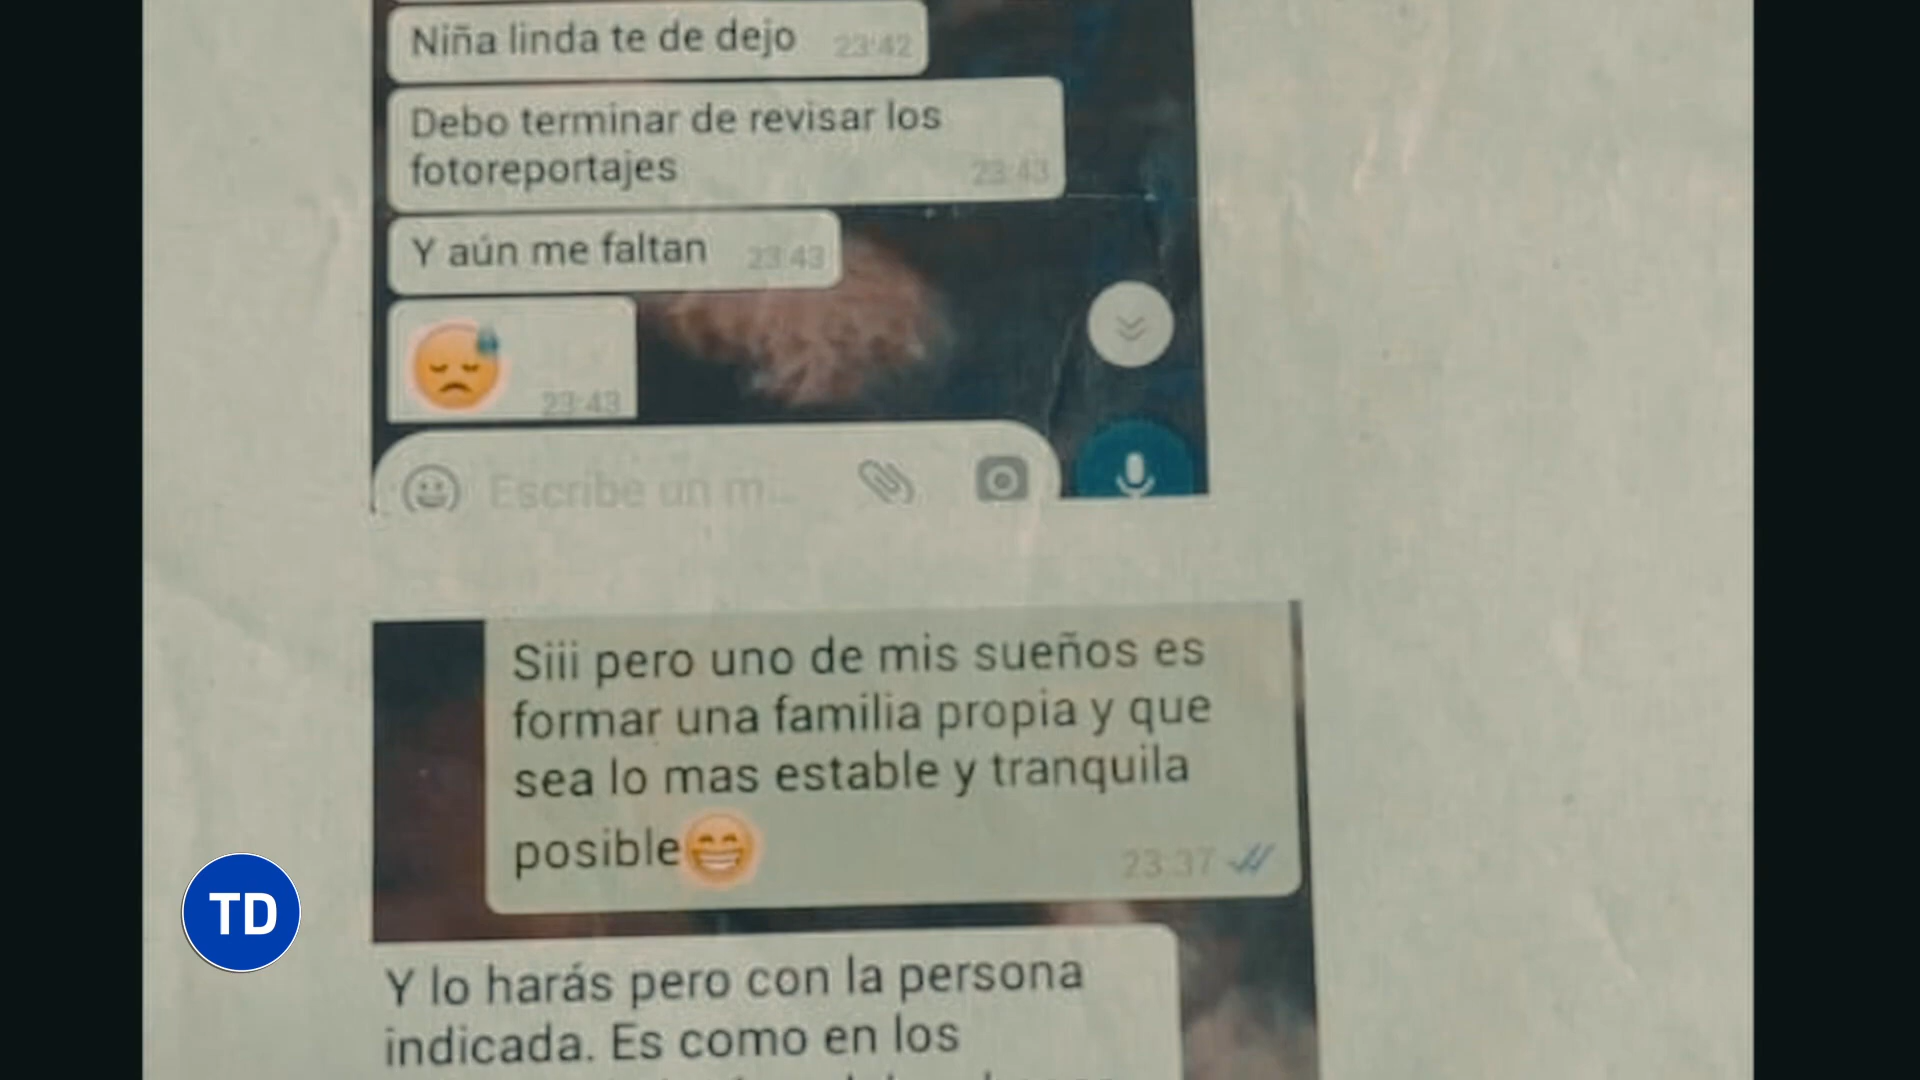 Niña linda te de dejo 23:42
Debo terminar de revisar los
fotoreportajes 23:43
Y aún me faltan 23:43
😓 23:43
Escribe un m...
Siii pero uno de mis sueños es
formar una familia propia y que
sea lo mas estable y tranquila
posible😁 23:37
TD
Y lo harás pero con la persona
indicada. Es como en los